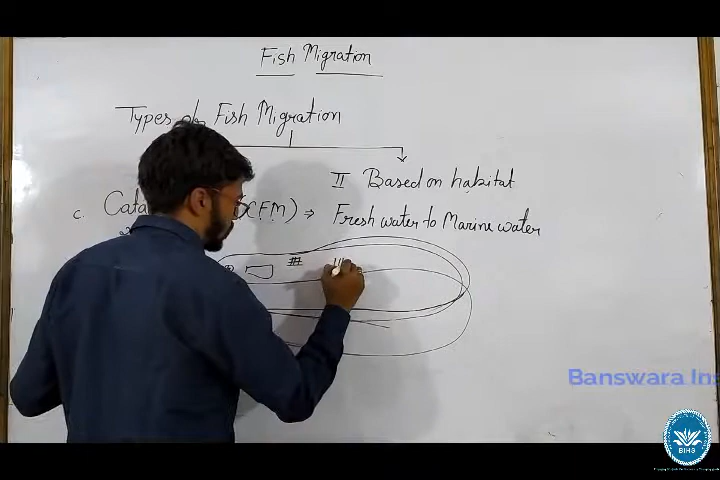 Fish Migration
Types of Fish Migration
II Based on habitat
c. Cata (CFM) → Fresh water to Marine water
Banswara Ins
BIHS